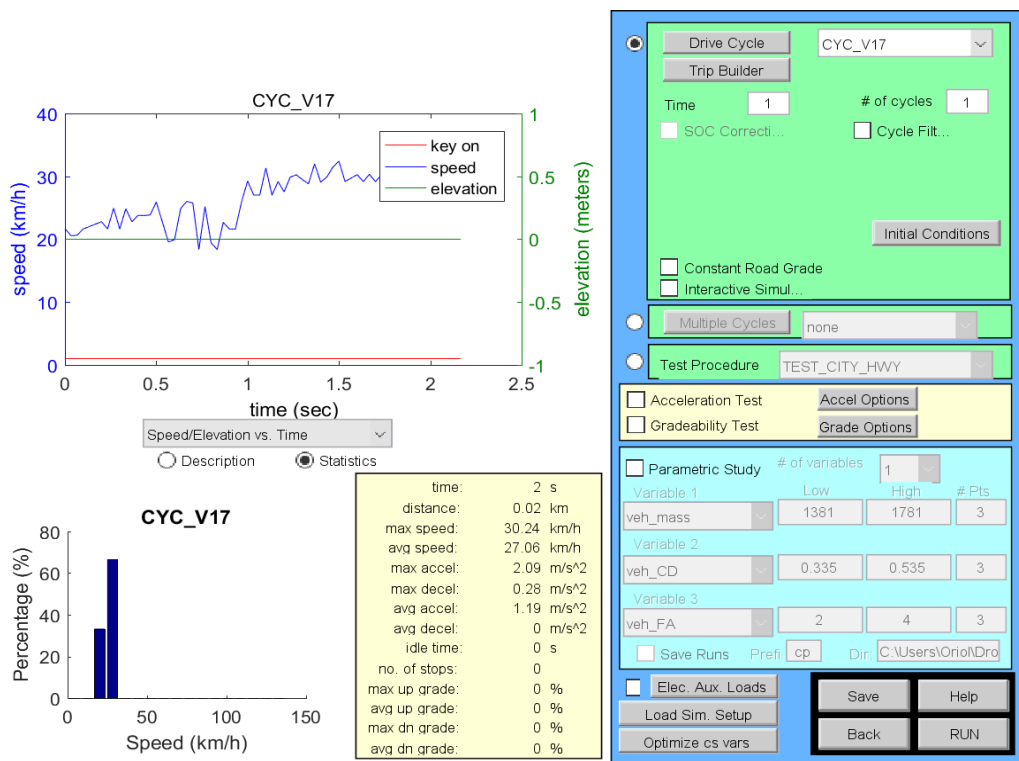 CYC_V17
40
30
20
10
0
speed (km/h)
1
0.5
0
-0.5
-1
elevation (meters)
key on
speed
elevation
0 0.5 1 1.5 2 2.5
time (sec)
Speed/Elevation vs. Time
Description Statistics
CYC_V17
80
60
40
20
0
Percentage (%)
0 50 100 150
Speed (km/h)
time: 2 s
distance: 0.02 km
max speed: 30.24 km/h
avg speed: 27.06 km/h
max accel: 2.09 m/s^2
max decel: 0.28 m/s^2
avg accel: 1.19 m/s^2
avg decel: 0 m/s^2
idle time: 0 s
no. of stops: 0
max up grade: 0 %
avg up grade: 0 %
max dn grade: 0 %
avg dn grade: 0 %
Drive Cycle CYC_V17
Trip Builder
Time 1 # of cycles 1
SOC Correcti... Cycle Filt...
Initial Conditions
Constant Road Grade
Interactive Simul...
Multiple Cycles none
Test Procedure TEST_CITY_HWY
Acceleration Test Accel Options
Gradeability Test Grade Options
Parametric Study # of variables 1
Variable 1 Low High # Pts
veh_mass 1381 1781 3
Variable 2
veh_CD 0.335 0.535 3
Variable 3
veh_FA 2 4 3
Save Runs Prefi cp Dir: C:\Users\Oriol\Dro
Elec. Aux. Loads
Load Sim. Setup
Optimize cs vars
Save Help
Back RUN